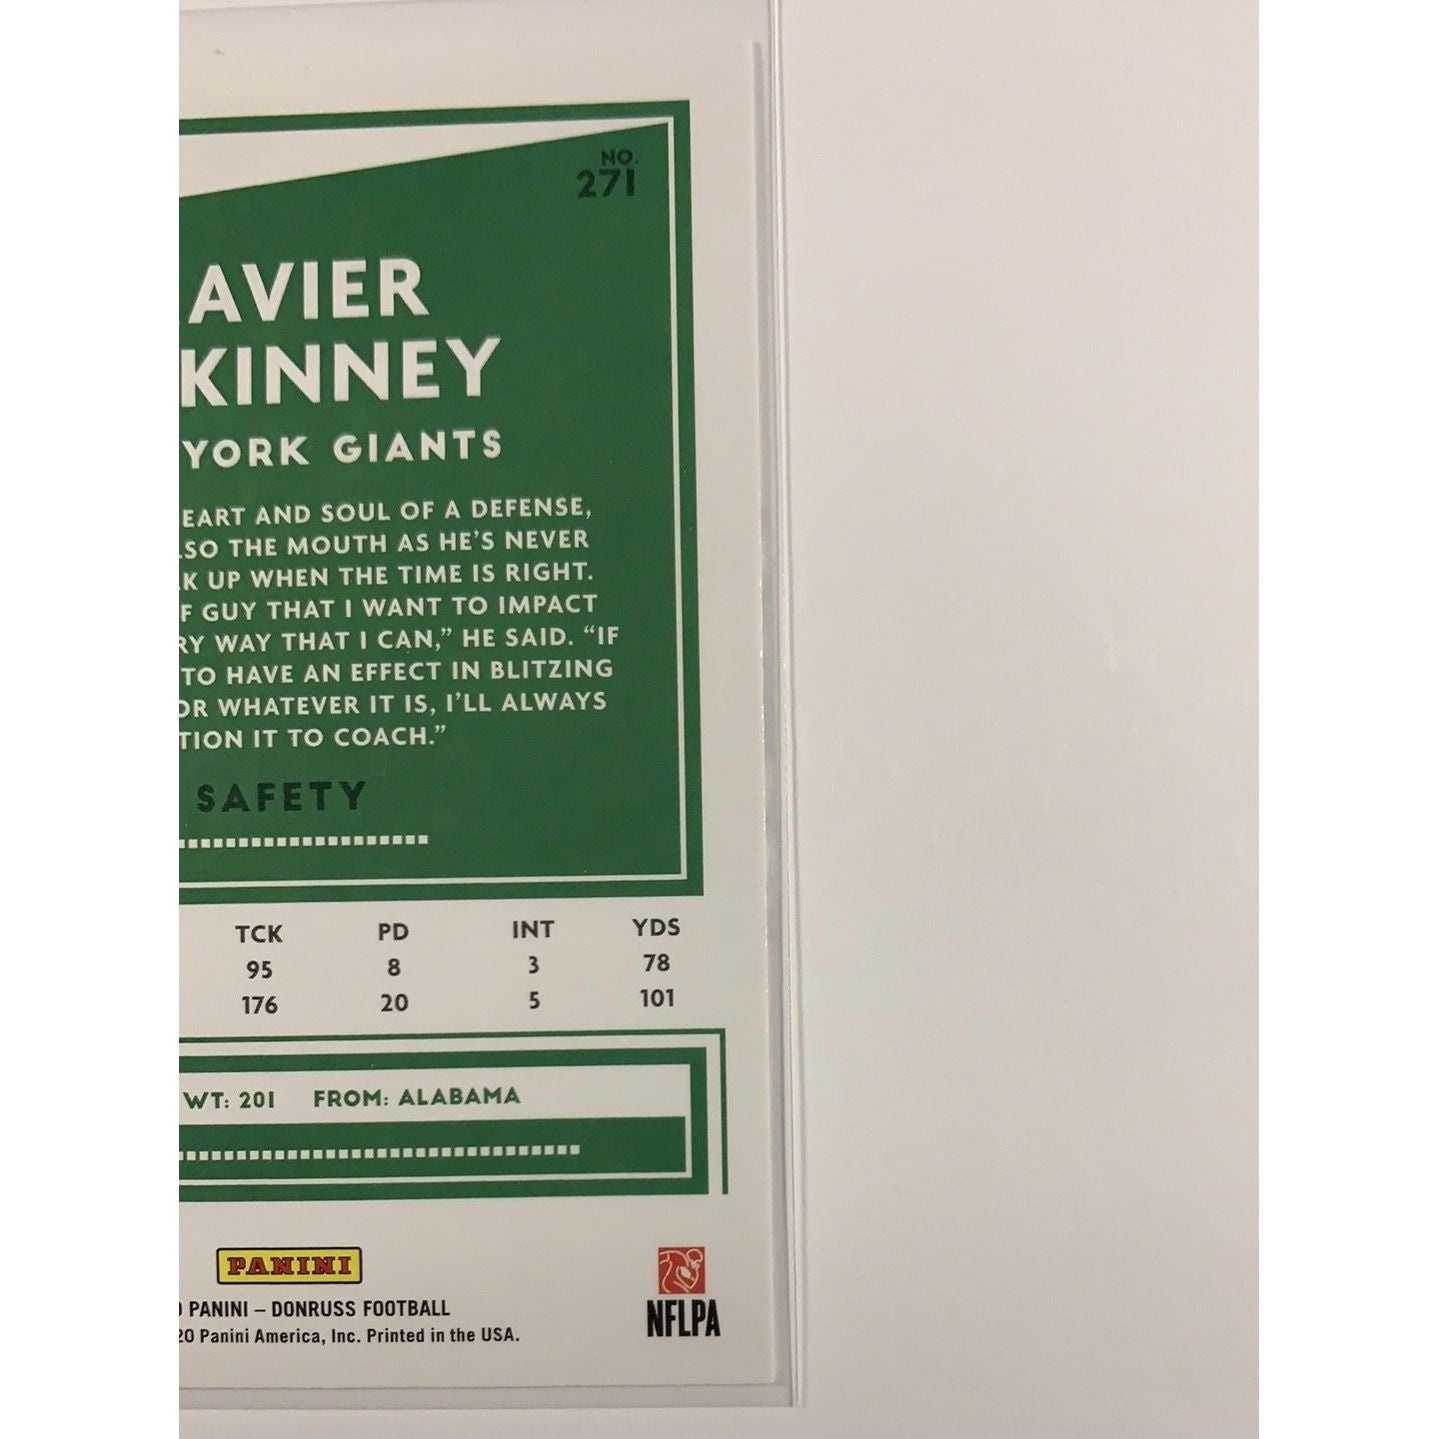 NO.
271
AVIER
KINNEY
YORK GIANTS
EART AND SOUL OF A DEFENSE,
SO THE MOUTH AS HE'S NEVER
K UP WHEN THE TIME IS RIGHT.
F GUY THAT I WANT TO IMPACT
RY WAY THAT I CAN,” HE SAID. “IF
TO HAVE AN EFFECT IN BLITZING
OR WHATEVER IT IS, I'LL ALWAYS
TION IT TO COACH.”
SAFETY
TCK PD INT YDS
95 8 3 78
176 20 5 101
WT: 201 FROM: ALABAMA
PANINI
PANINI – DONRUSS FOOTBALL
20 Panini America, Inc. Printed in the USA.
NFLPA